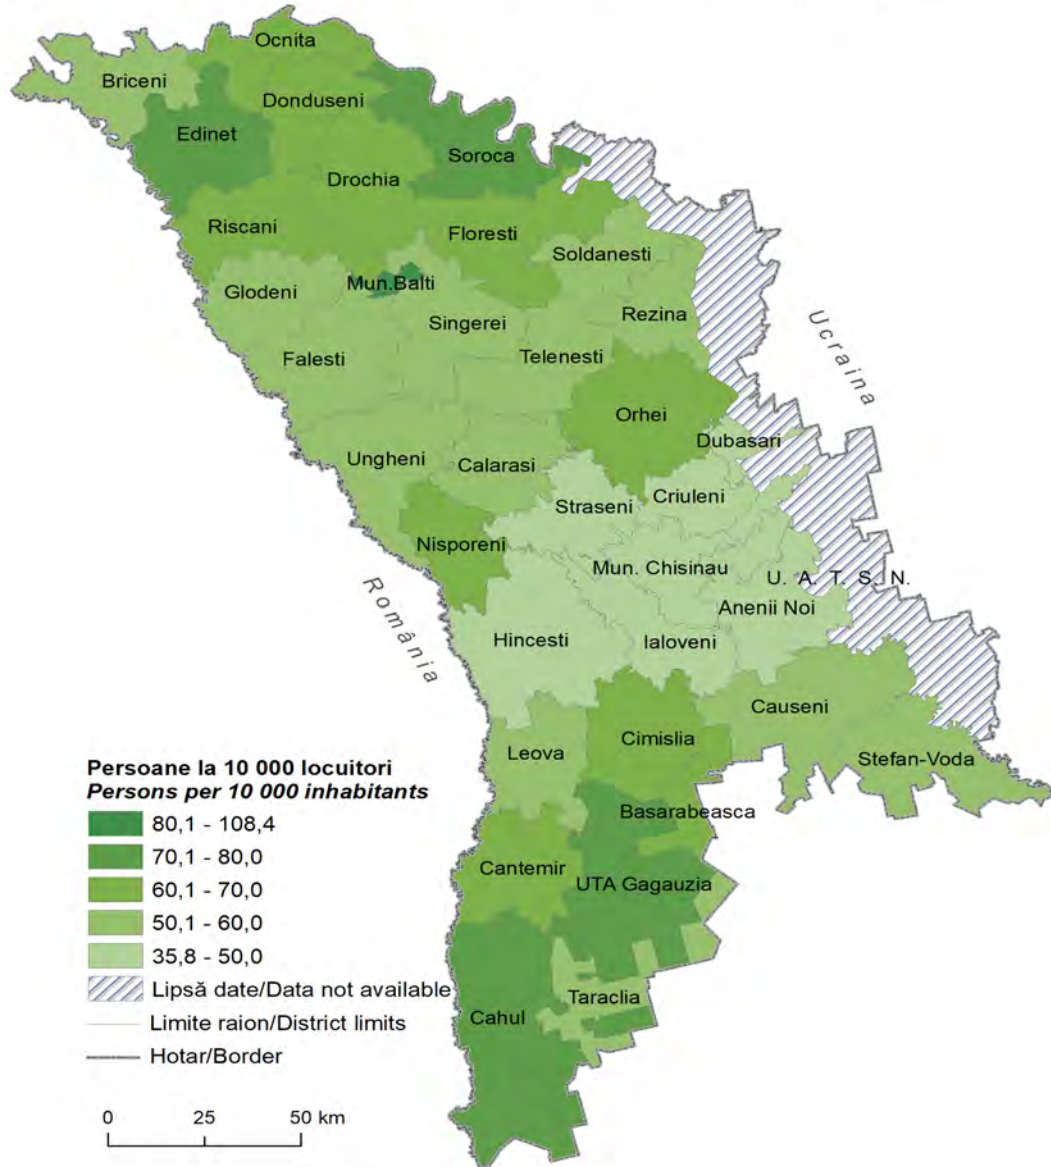 Ocnita
Briceni
Donduseni
Edinet
Soroca
Drochia
Riscani
Floresti
Soldanesti
Mun.Balti
Glodeni
Rezina
Singerei
Ucraina
Falesti
Telenesti
Orhei
Dubasari
Ungheni
Calarasi
Criuleni
Straseni
Nisporeni
Mun. Chisinau
U. A. T. S. N.
Anenii Noi
România
Hincesti
Ialoveni
Causeni
Cimislia
Leova
Stefan-Voda
Persoane la 10 000 locuitori
Persons per 10 000 inhabitants
80,1 - 108,4
70,1 - 80,0
60,1 - 70,0
50,1 - 60,0
35,8 - 50,0
Lipsă date/Data not available
Limite raion/District limits
Hotar/Border
Basarabeasca
Cantemir
UTA Gagauzia
Taraclia
Cahul
0 25 50 km